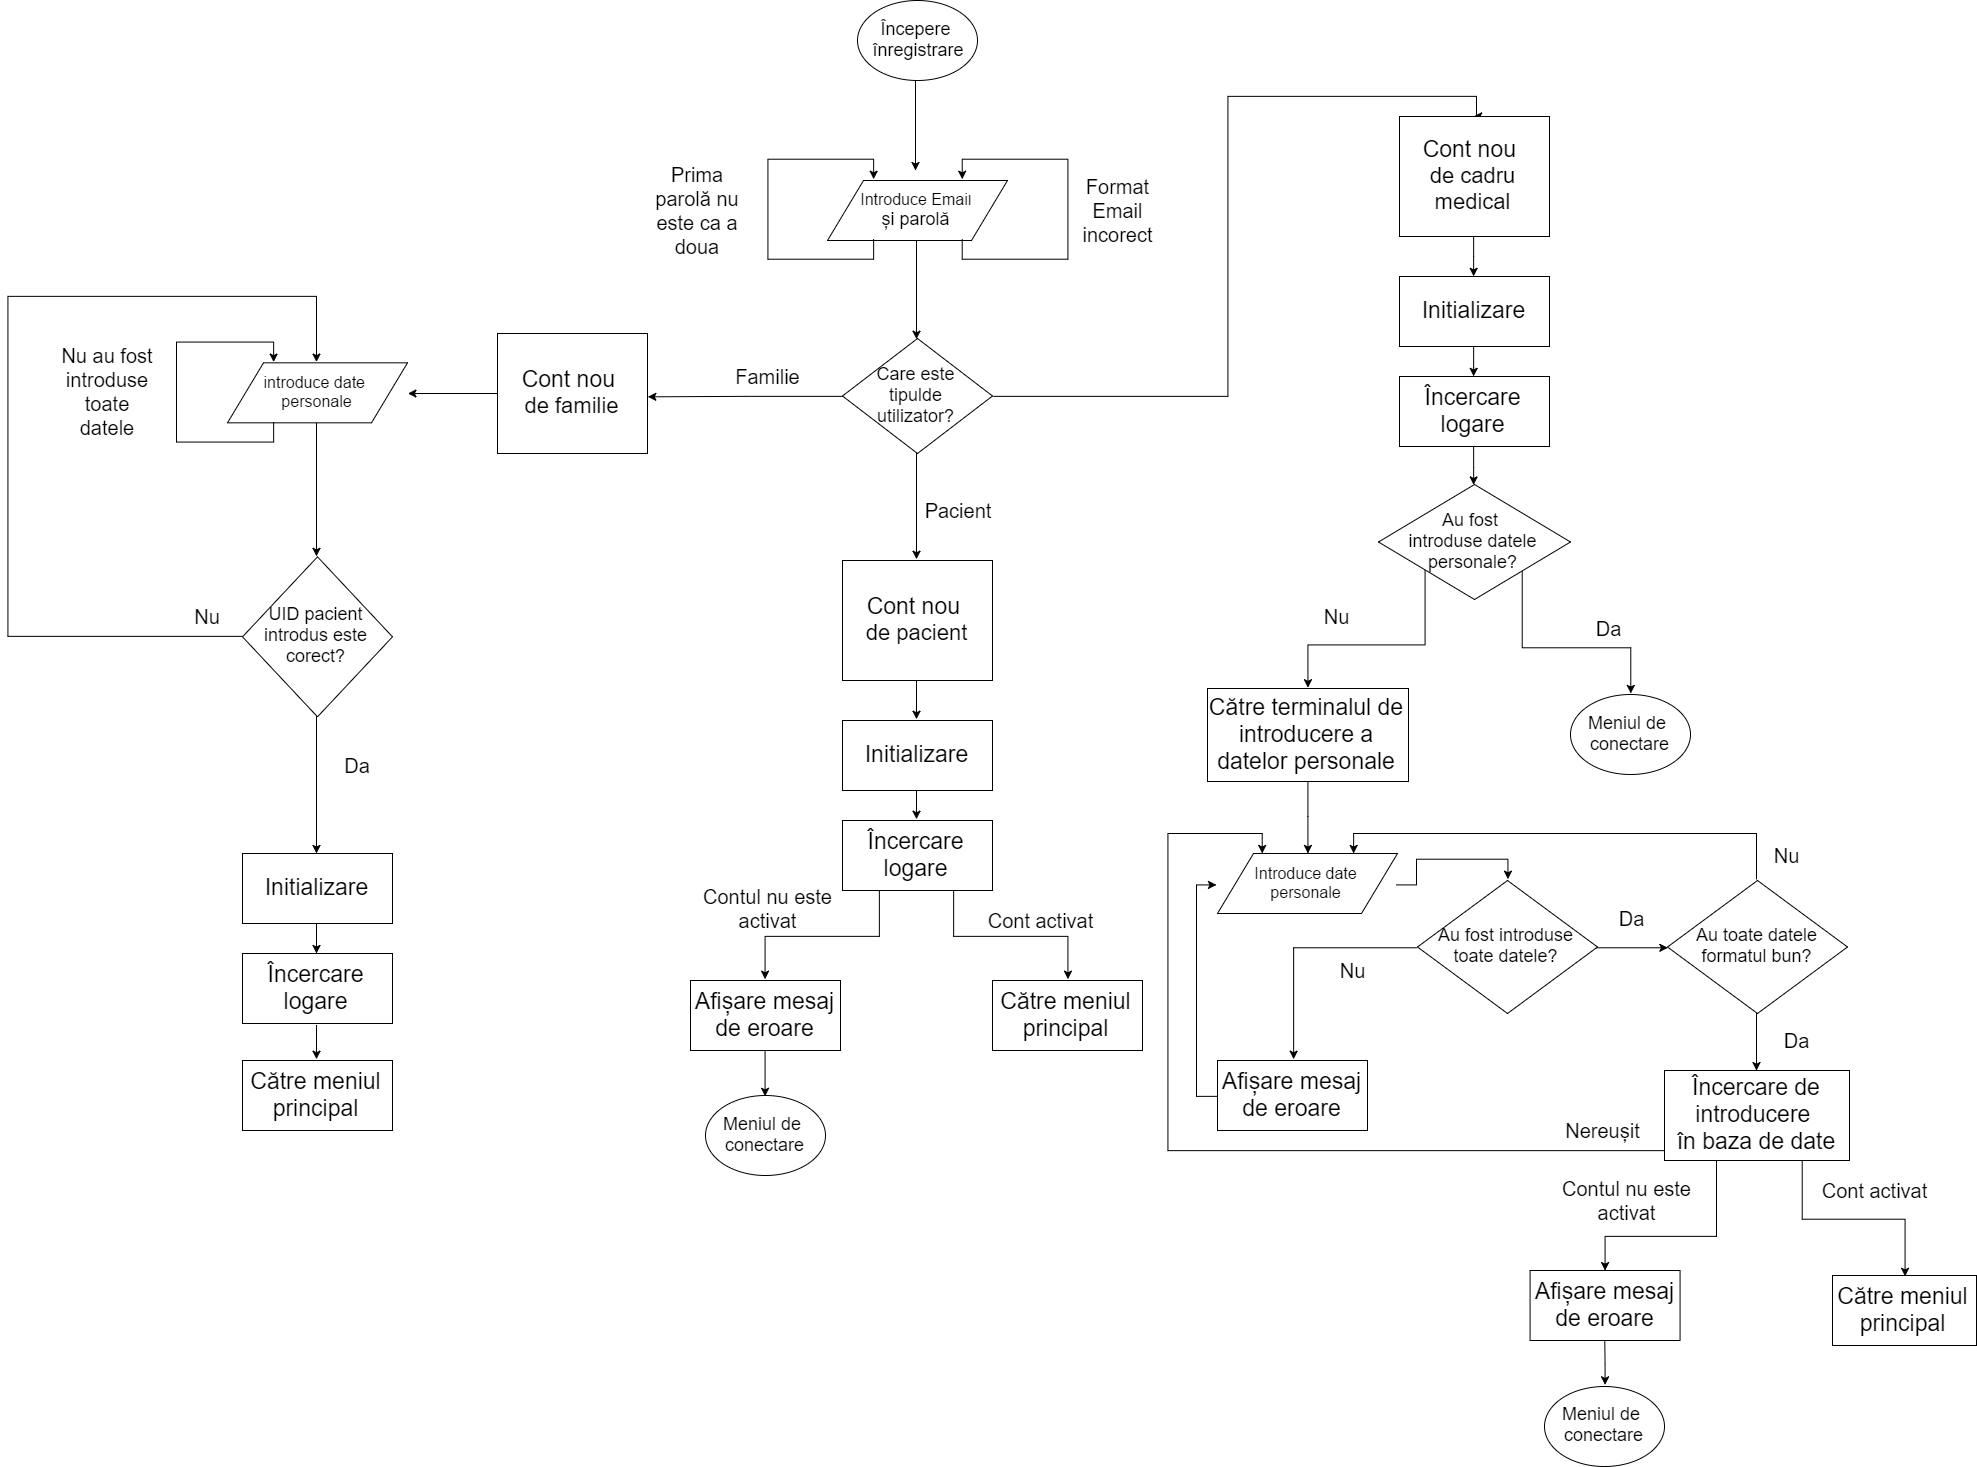 Începere
înregistrare
Prima
parolă nu
este ca a
doua
Introduce Email
și parolă
Format
Email
incorect
Cont nou
de cadru
medical
Initializare
Încercare
logare
Nu au fost
introduse
toate
datele
introduce date
personale
Cont nou
de familie
Familie
Care este
tipulde
utilizator?
Pacient
Au fost
introduse datele
personale?
Nu
Da
UID pacient
introdus este
corect?
Nu
Da
Cont nou
de pacient
Initializare
Încercare
logare
Către terminalul de
introducere a
datelor personale
Meniul de
conectare
Initializare
Încercare
logare
Către meniul
principal
Contul nu este
activat
Cont activat
Afișare mesaj
de eroare
Către meniul
principal
Meniul de
conectare
Introduce date
personale
Au fost introduse
toate datele?
Da
Nu
Au toate datele
formatul bun?
Nu
Da
Afișare mesaj
de eroare
Încercare de
introducere
în baza de date
Nereușit
Contul nu este
activat
Cont activat
Afișare mesaj
de eroare
Către meniul
principal
Meniul de
conectare